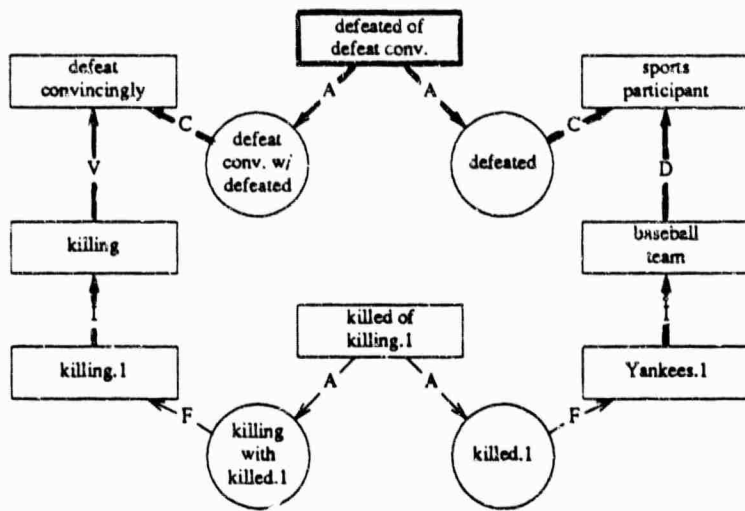 defeated of
defeat conv.
defeat
convincingly
sports
participant
A
A
C
C
defeat
conv. wi
defeated
defeated
V
D
killing
baseball
team
killed of
killing.1
I
I
killing.1
Yankees.1
A
A
F
F
killing
with
killed.1
killed.1